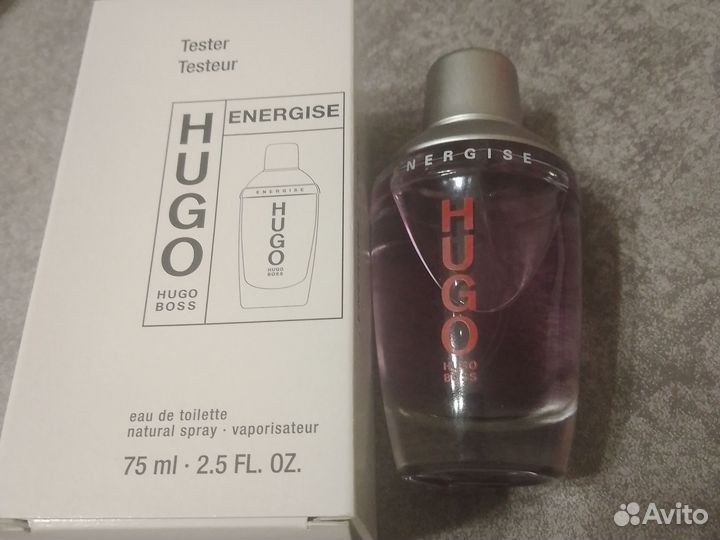 Tester
Testeur
ENERGISE
HUGO
HUGO
BOSS
ENERGISE
HUGO
HUGO
BOSS
eau de toilette
natural spray · vaporisateur
75 ml · 2.5 FL. OZ.
NERGISE
HUGO
HUGO
BOSS
Avito